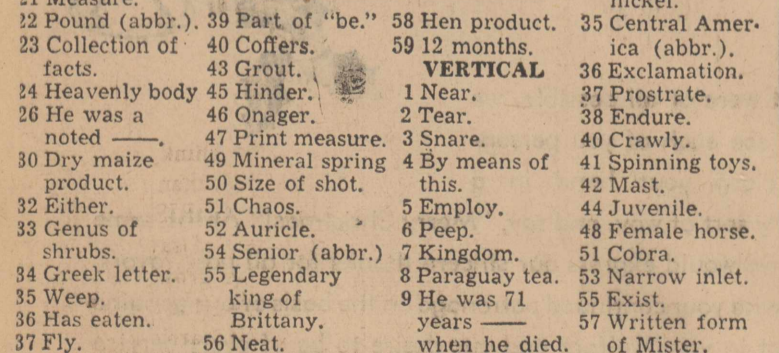 21 Measure.
22 Pound (abbr.).
23 Collection of
facts.
24 Heavenly body
26 He was a
noted ——.
30 Dry maize
product.
32 Either.
33 Genus of
shrubs.
34 Greek letter.
35 Weep.
36 Has eaten.
37 Fly.
39 Part of "be."
40 Coffers.
43 Grout.
45 Hinder.
46 Onager.
47 Print measure.
49 Mineral spring
50 Size of shot.
51 Chaos.
52 Auricle.
54 Senior (abbr.)
55 Legendary
king of
Brittany.
56 Neat.
58 Hen product.
59 12 months.
VERTICAL
1 Near.
2 Tear.
3 Snare.
4 By means of
this.
5 Employ.
6 Peep.
7 Kingdom.
8 Paraguay tea.
9 He was 71
years ——
when he died.
nickel.
35 Central Amer-
ica (abbr.).
36 Exclamation.
37 Prostrate.
38 Endure.
40 Crawly.
41 Spinning toys.
42 Mast.
44 Juvenile.
48 Female horse.
51 Cobra.
53 Narrow inlet.
55 Exist.
57 Written form
of Mister.